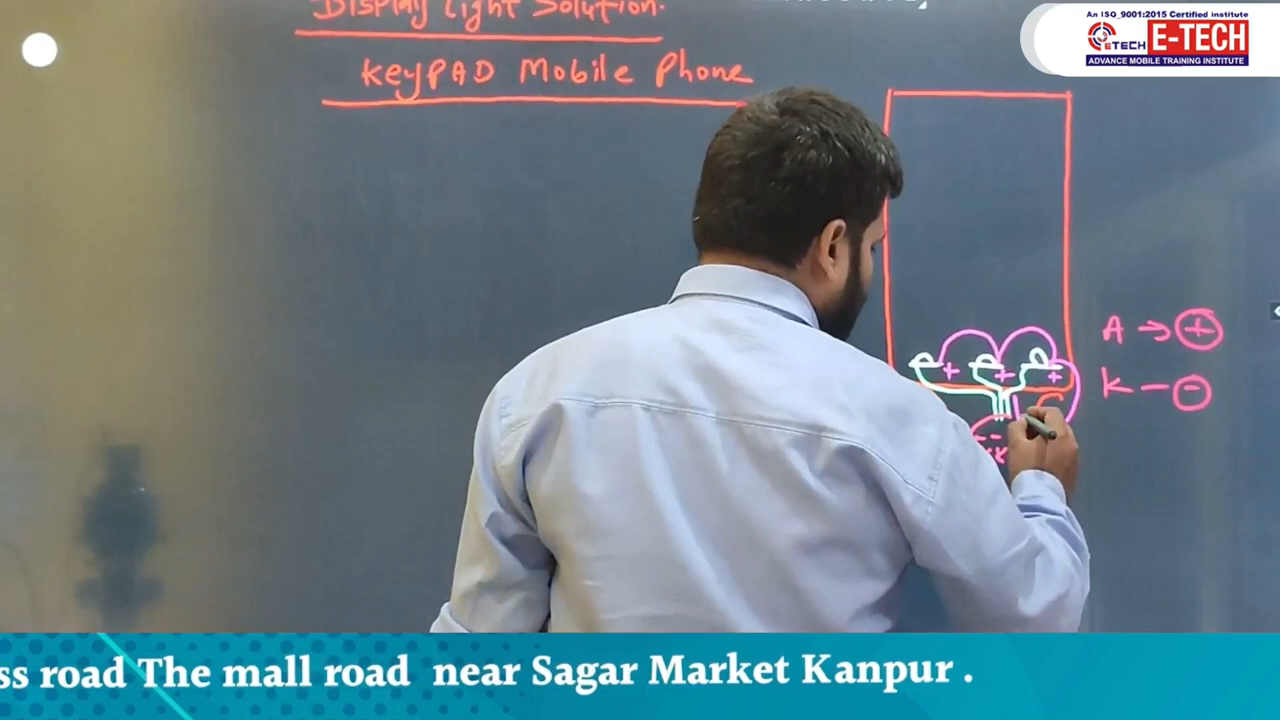 Display Light Solution.
KeyPAD Mobile Phone
An ISO 9001:2015 Certified institute
eTECH E-TECH
ADVANCE MOBILE TRAINING INSTITUTE
A → +
K – −
+ + +
ss road The mall road near Sagar Market Kanpur .